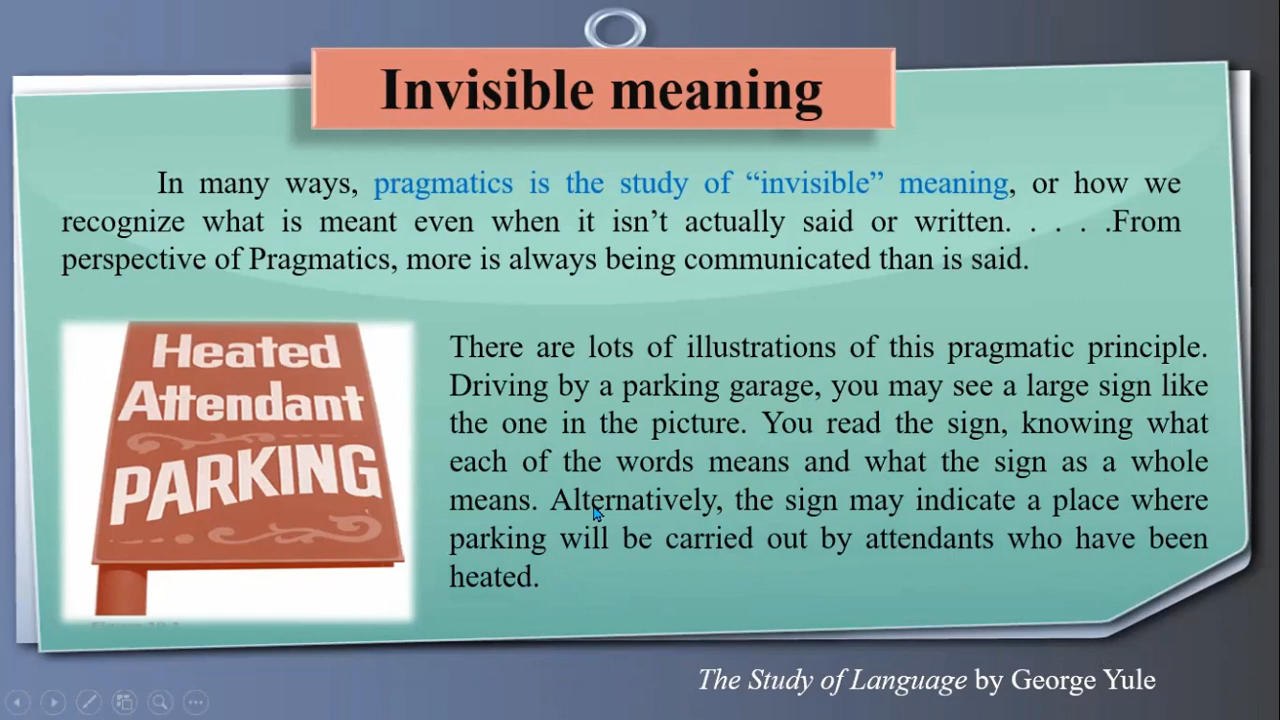 Invisible meaning
In many ways, pragmatics is the study of “invisible” meaning, or how we
recognize what is meant even when it isn’t actually said or written. . . . .From
perspective of Pragmatics, more is always being communicated than is said.
Heated
Attendant
PARKING
There are lots of illustrations of this pragmatic principle.
Driving by a parking garage, you may see a large sign like
the one in the picture. You read the sign, knowing what
each of the words means and what the sign as a whole
means. Alternatively, the sign may indicate a place where
parking will be carried out by attendants who have been
heated.
The Study of Language by George Yule